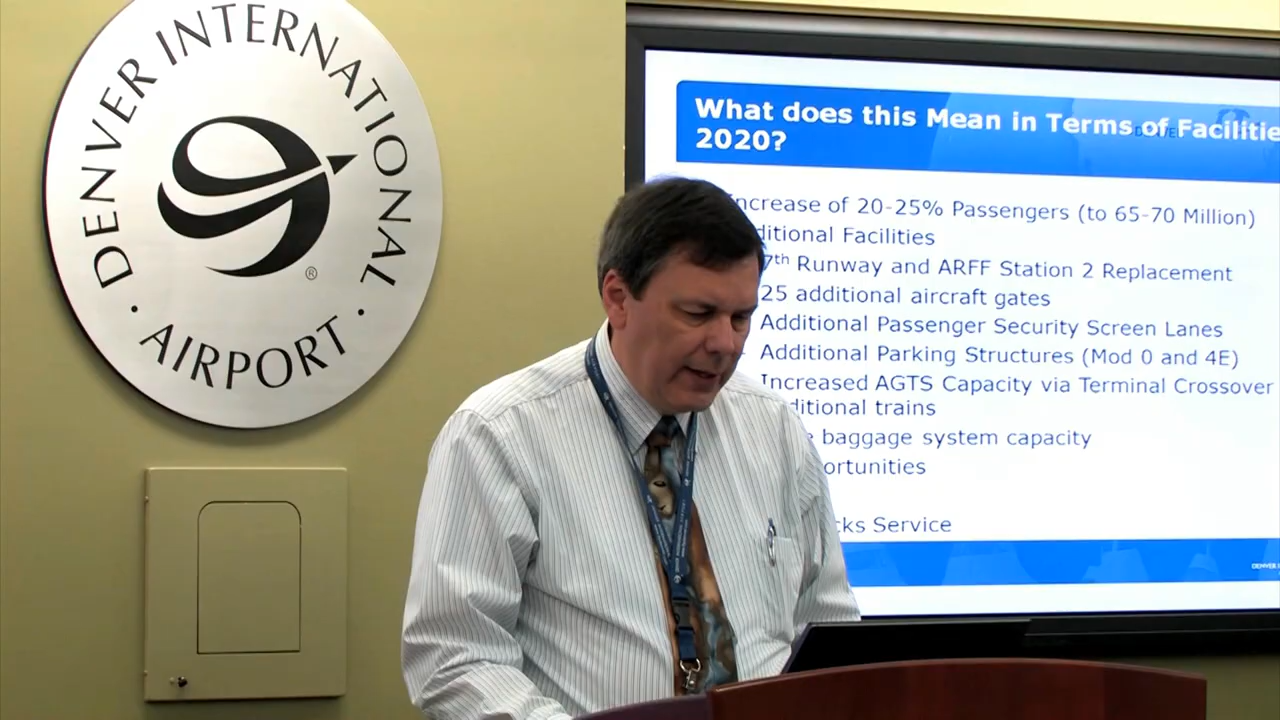 DENVER INTERNATIONAL
· AIRPORT ·
®
What does this Mean in Terms of Facilitie
2020?
Increase of 20-25% Passengers (to 65-70 Million)
ditional Facilities
7th Runway and ARFF Station 2 Replacement
25 additional aircraft gates
Additional Passenger Security Screen Lanes
- Additional Parking Structures (Mod 0 and 4E)
Increased AGTS Capacity via Terminal Crossover
ditional trains
e baggage system capacity
ortunities
cks Service
DENVER